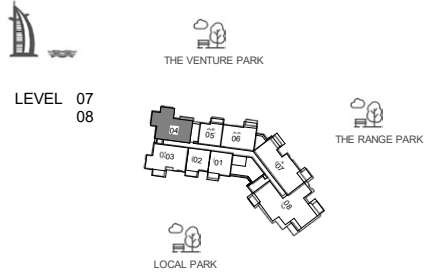 THE VENTURE PARK
LEVEL 07
08
THE RANGE PARK
04
05
06
03
02
01
07
08
LOCAL PARK